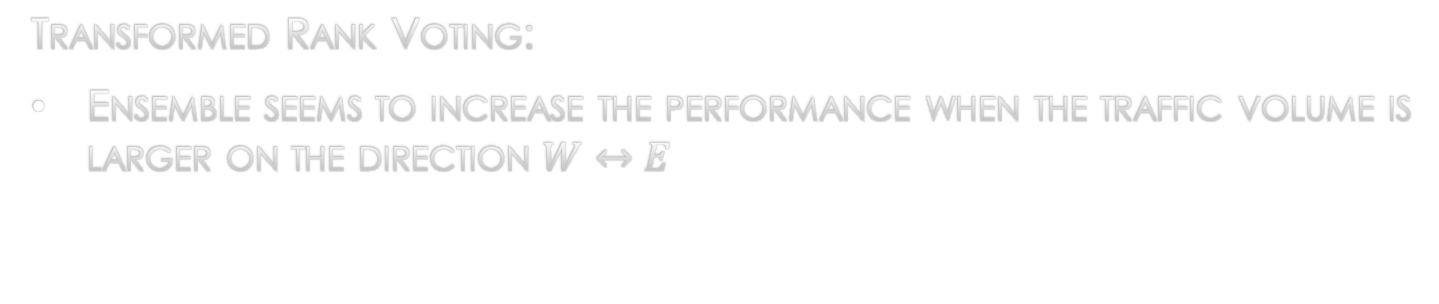 Transformed Rank Voting:
◦ Ensemble seems to increase the performance when the traffic volume is
larger on the direction W ↔ E